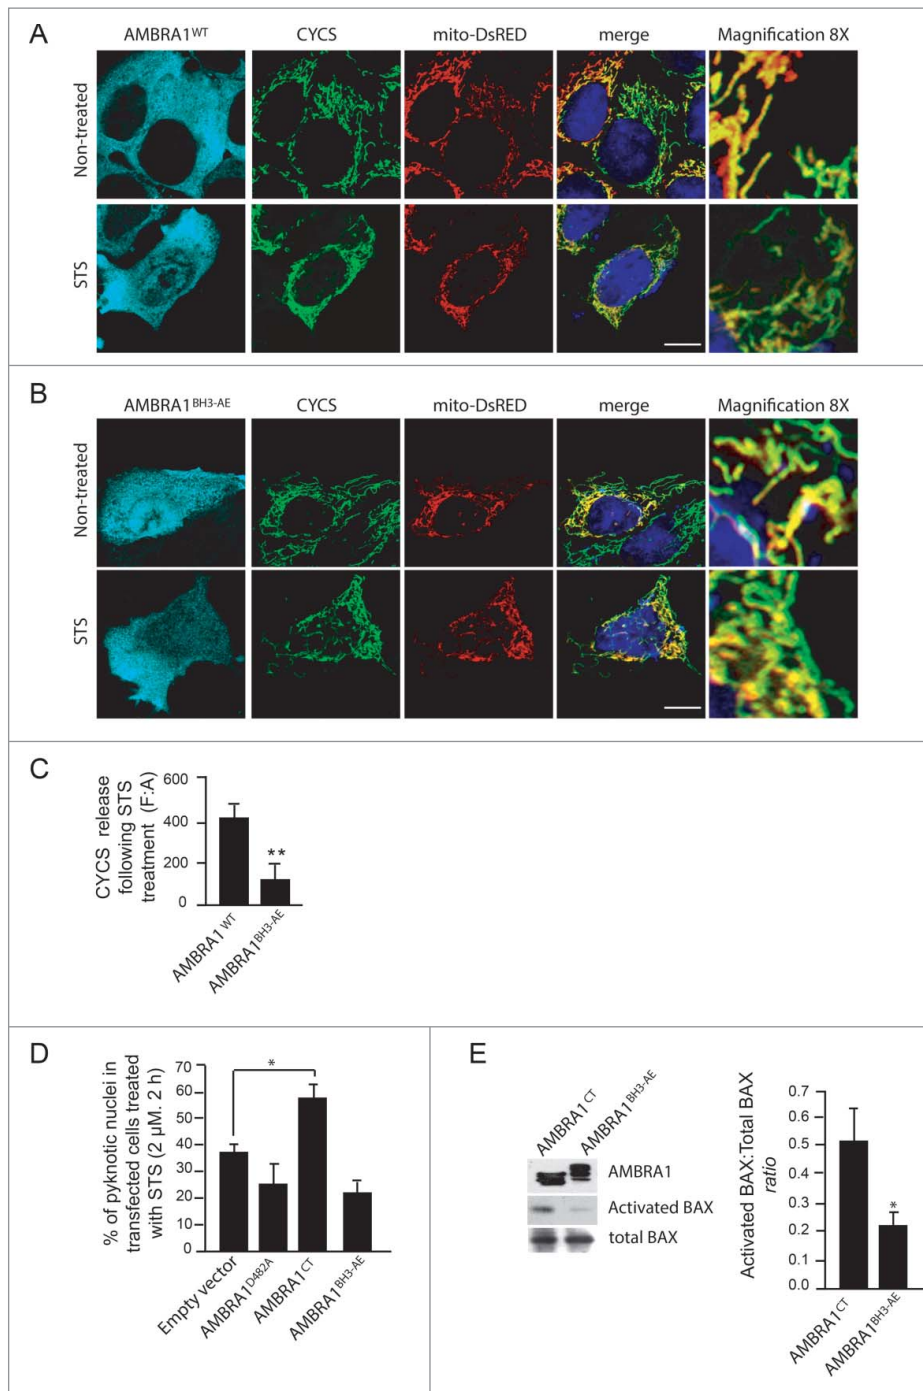 A
AMBRA1WT CYCS mito-DsRED merge Magnification 8X
Non-treated
STS
B
AMBRA1BH3-AE CYCS mito-DsRED merge Magnification 8X
Non-treated
STS
C
CYCS release
following STS
treatment (F:A)
600
400
200
0
**
AMBRA1WT
AMBRA1BH3-AE
D
% of pyknotic nuclei in
transfected cells treated
with STS (2 µM. 2 h)
70
60
50
40
30
20
10
0
*
Empty vector
AMBRA1D482A
AMBRA1CT
AMBRA1BH3-AE
E
AMBRA1CT
AMBRA1BH3-AE
AMBRA1
Activated BAX
total BAX
Activated BAX:Total BAX
ratio
0.7
0.6
0.5
0.4
0.3
0.2
0.1
0.0
*
AMBRA1CT
AMBRA1BH3-AE